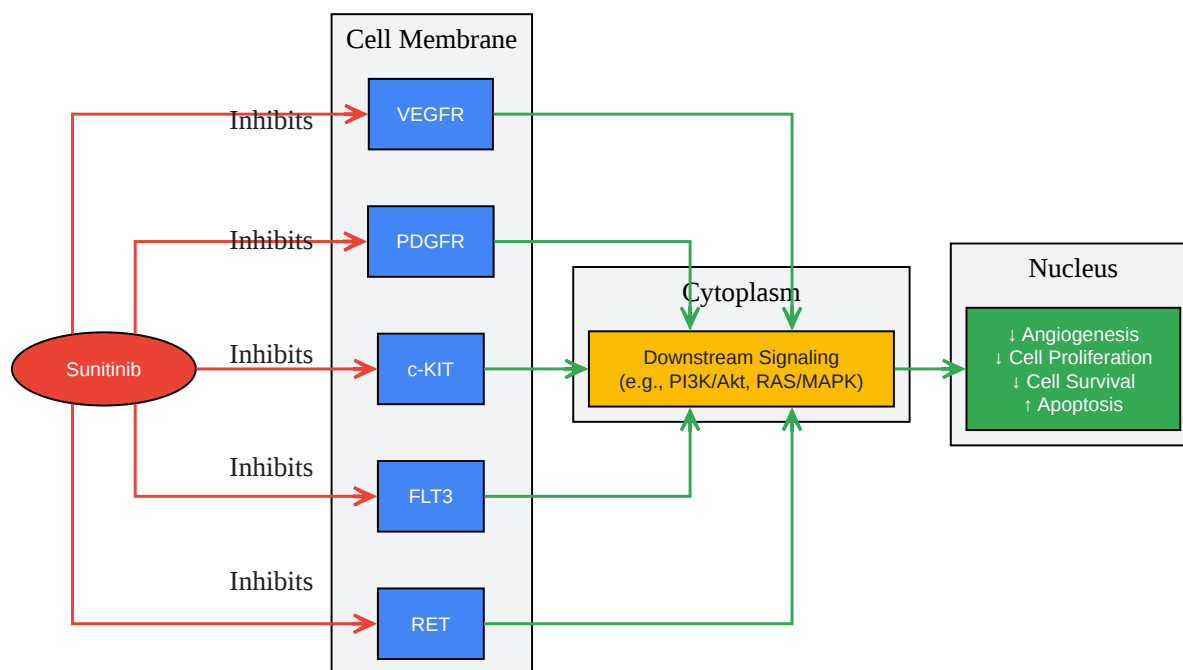 Cell Membrane
Inhibits
VEGFR
Inhibits
PDGFR
Sunitinib
Inhibits
c-KIT
Inhibits
FLT3
Inhibits
RET
Cytoplasm
Downstream Signaling
(e.g., PI3K/Akt, RAS/MAPK)
Nucleus
↓ Angiogenesis
↓ Cell Proliferation
↓ Cell Survival
↑ Apoptosis